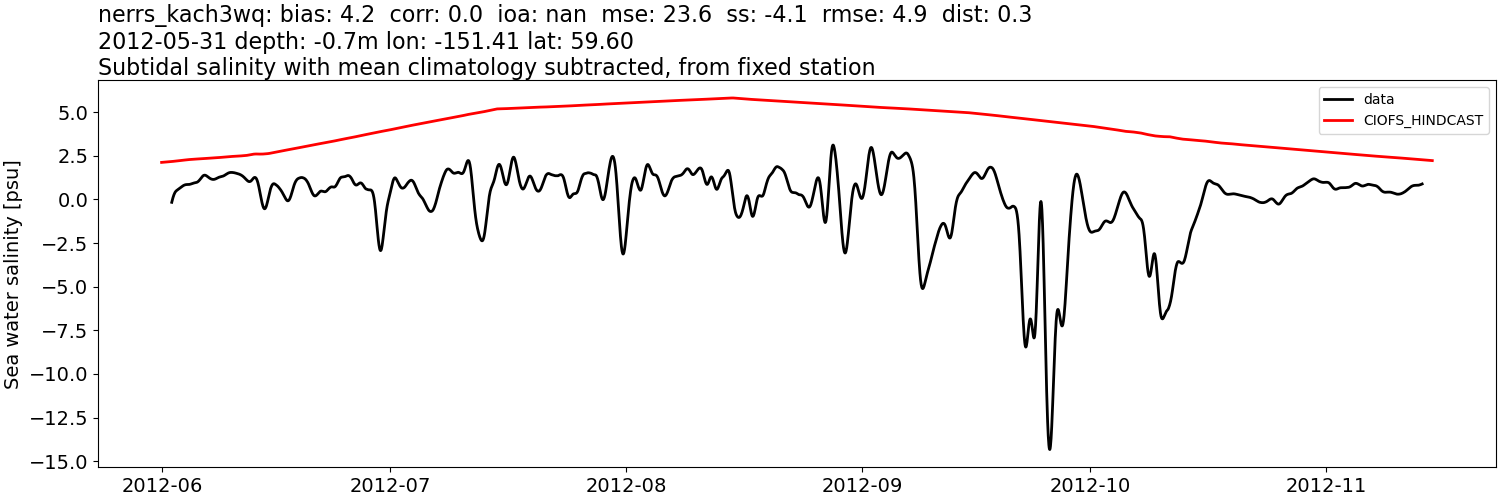 nerrs_kach3wq: bias: 4.2  corr: 0.0  ioa: nan  mse: 23.6  ss: -4.1  rmse: 4.9  dist: 0.3
2012-05-31 depth: -0.7m lon: -151.41 lat: 59.60
Subtidal salinity with mean climatology subtracted, from fixed station
Sea water salinity [psu]
5.0
2.5
0.0
−2.5
−5.0
−7.5
−10.0
−12.5
−15.0
data
CIOFS_HINDCAST
2012-06
2012-07
2012-08
2012-09
2012-10
2012-11